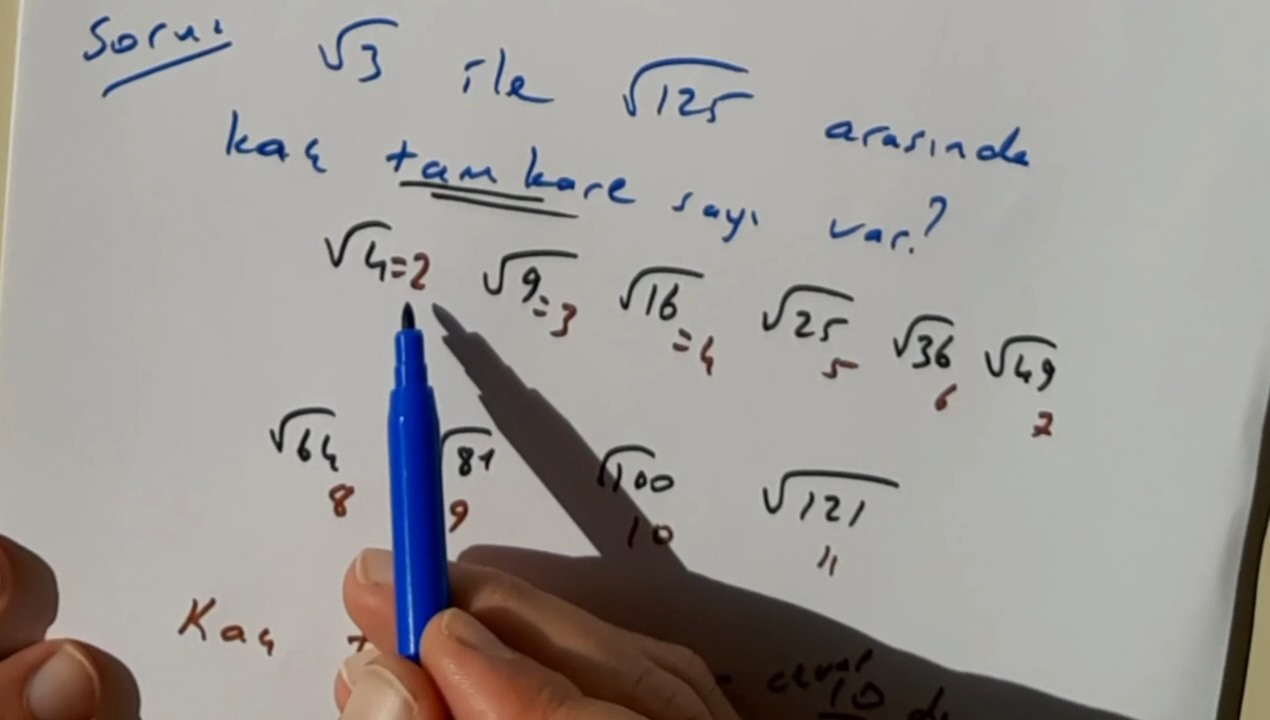 Soru:   √3 ile √125 arasında
kaç tam kare sayı var?
√4=2 √9=3 √16=4 √25 5 √36 6 √49 7
√64 8 √81 9 √100 10 √121 11
Kaç cevap
10